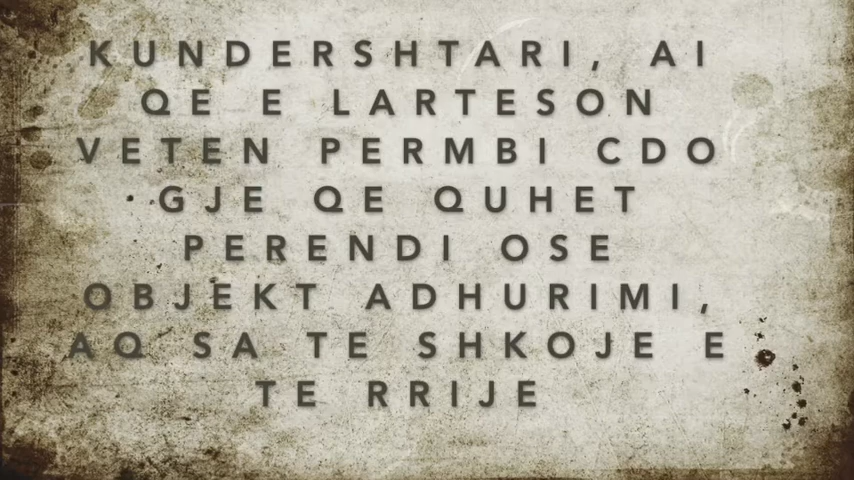 KUNDERSHTARI, AI
QE E LARTESON
VETEN PERMBI CDO
GJE QE QUHET
PERENDI OSE
OBJEKT ADHURIMI,
AQ SA TE SHKOJE E
TE RRIJE